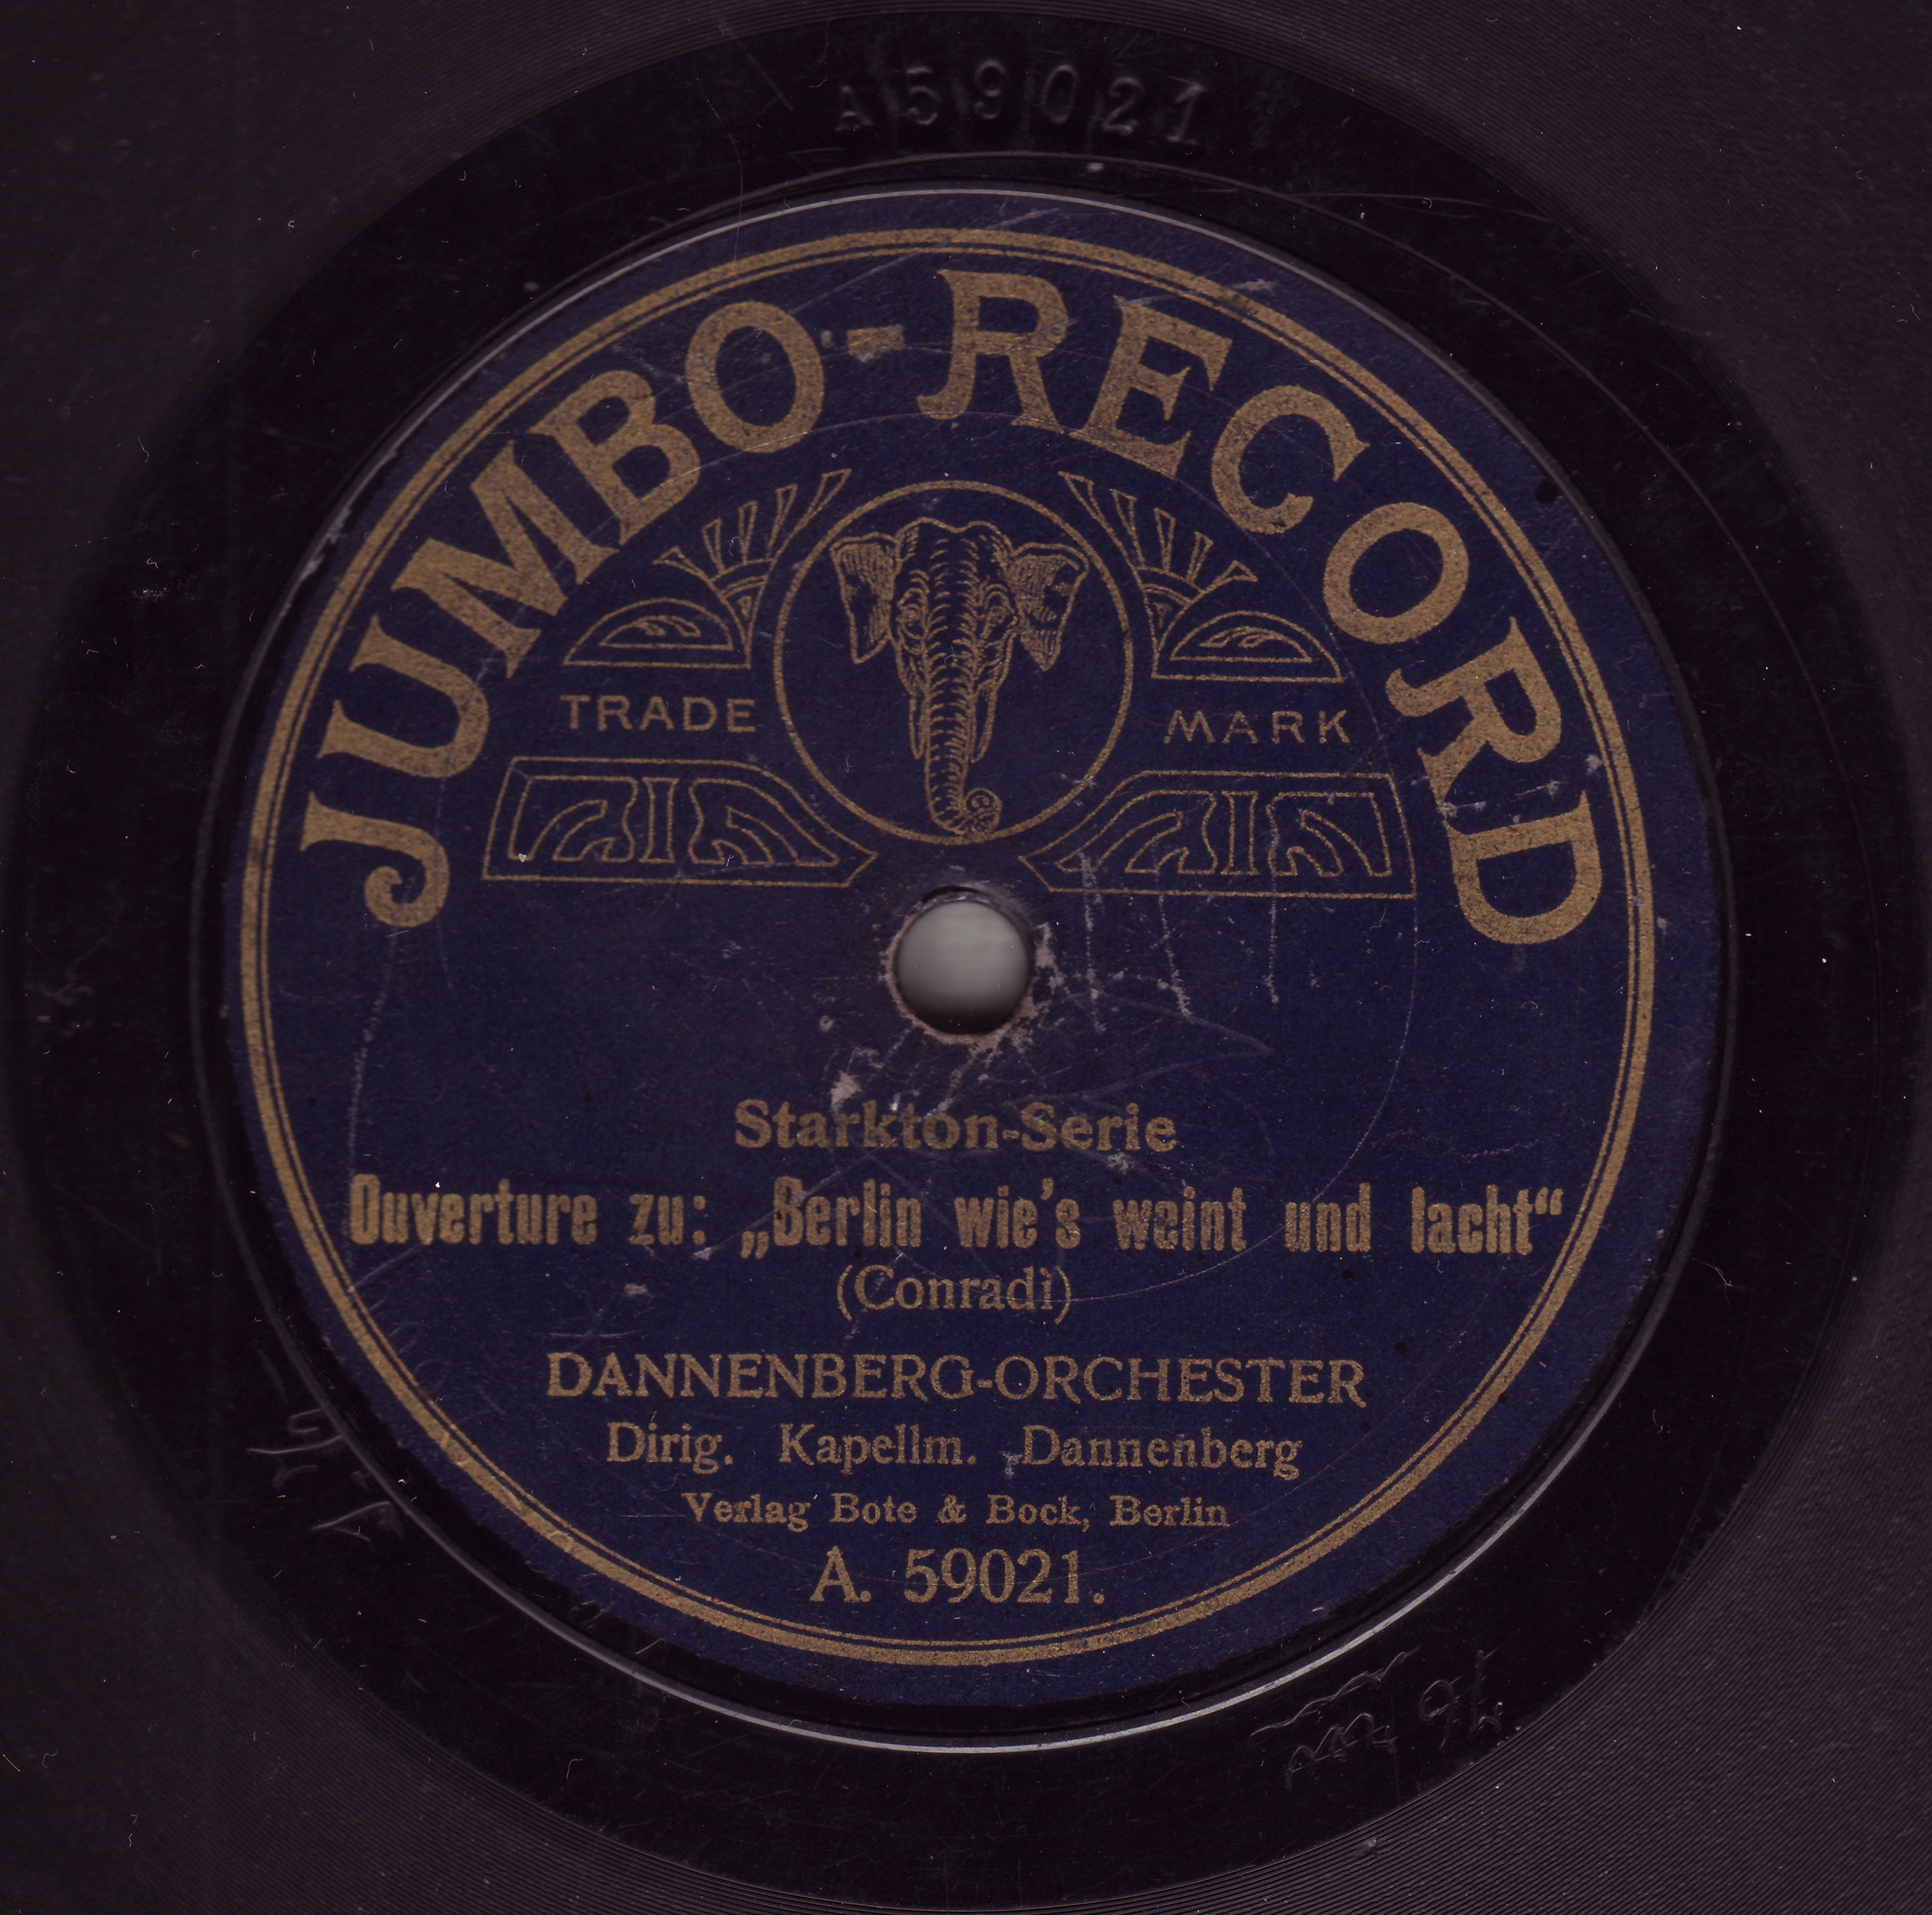 A59021
JUMBO-RECORD
TRADE MARK
Starkton-Serie
Ouverture zu: „Berlin wie's weint und lacht“
(Conradi)
DANNENBERG-ORCHESTER
Dirig. Kapellm. Dannenberg
Verlag Bote & Bock, Berlin
A. 59021.